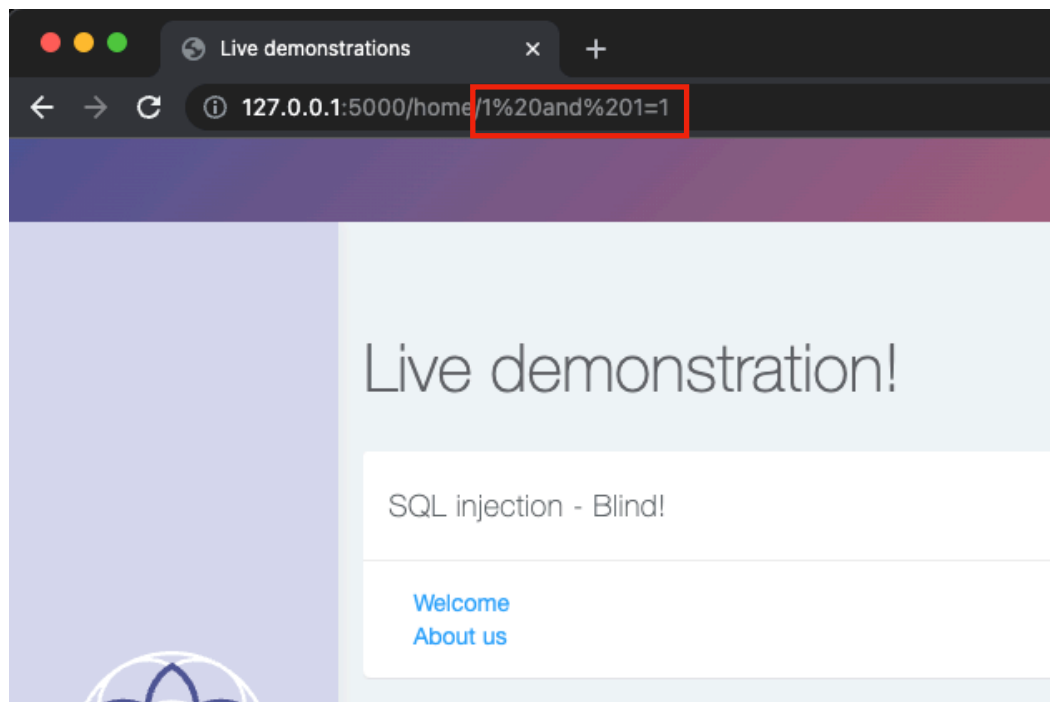 Live demonstrations
127.0.0.1:5000/home/1%20and%201=1
Live demonstration!
SQL injection - Blind!
Welcome
About us